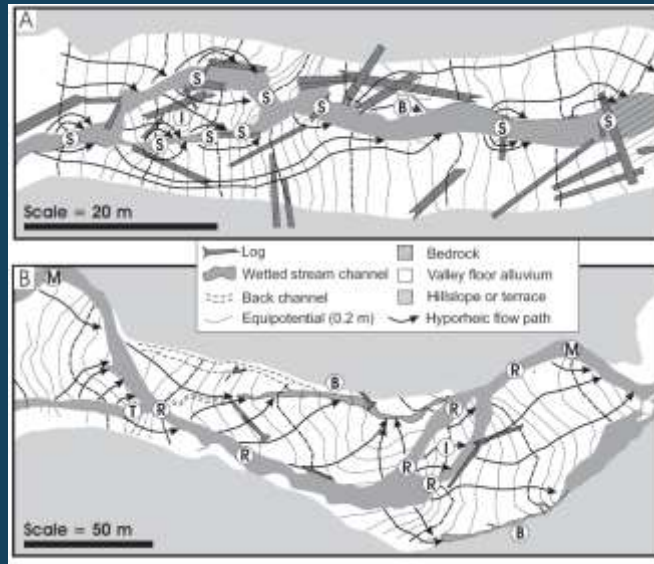 A
S
S
S
I
S
B
S
S
S
S
S
S
Scale = 20 m
Log
Wetted stream channel
Back channel
Equipotential (0.2 m)
Bedrock
Valley floor alluvium
Hillslope or terrace
Hyporheic flow path
B
M
M
R
B
T
R
R
R
I
R
R
B
Scale = 50 m